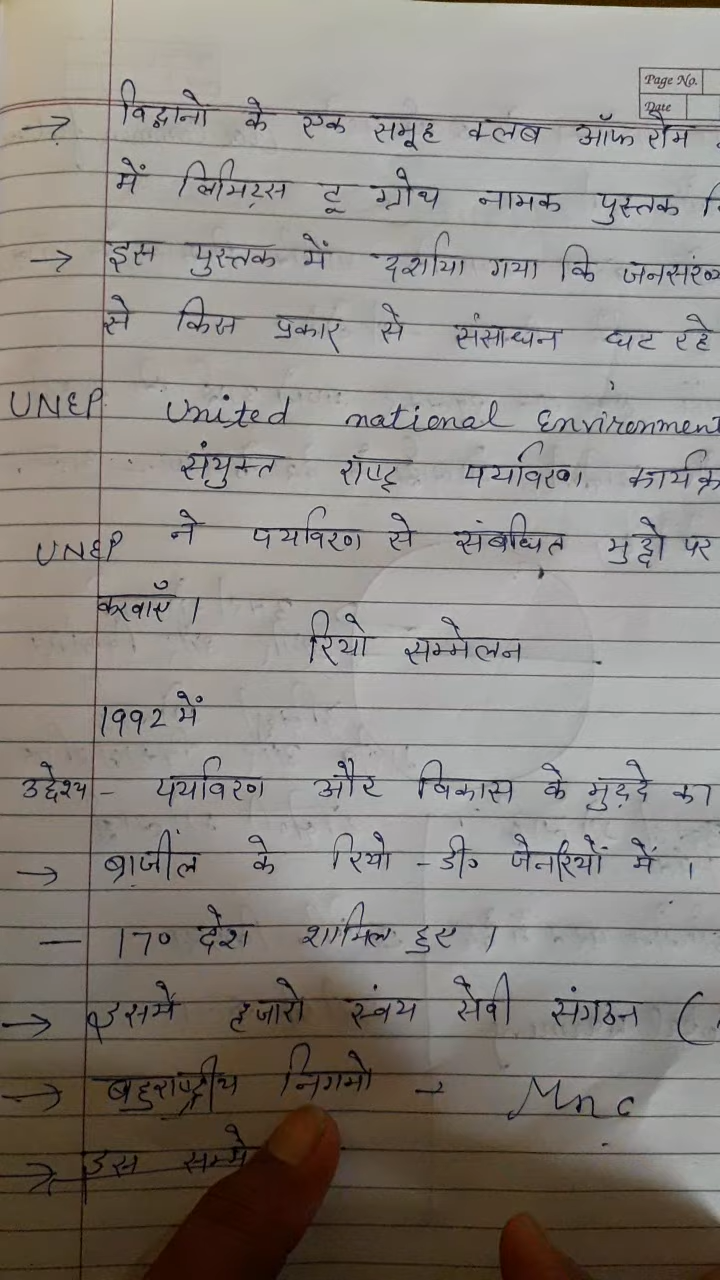 Page No.
Date
→ विद्वानो के एक समूह क्लब ऑफ रोम
में लिमिट्स टू ग्रोथ नामक पुस्तक
→ इस पुस्तक में दर्शाया गया कि जनसंख्
से किस प्रकार से संसाधन घट रहे
UNEP United national Environment
संयुक्त राष्ट्र पर्यावरण कार्यक्र
UNEP ने पर्यावरण से संबंधित मुद्दो पर
करवाएँ ।
रियो सम्मेलन
1992 में
उद्देश्य - पर्यावरण और विकास के मुद्दे का
→ ब्राजील के रियो - डी० जेनरियों में ।
— 170 देश शामिल हुए ।
→ इसमें हजारो स्वंय सेवी संगठन (
→ बहुराष्ट्रीय निगमो → Mnc
→ इस सम्मे